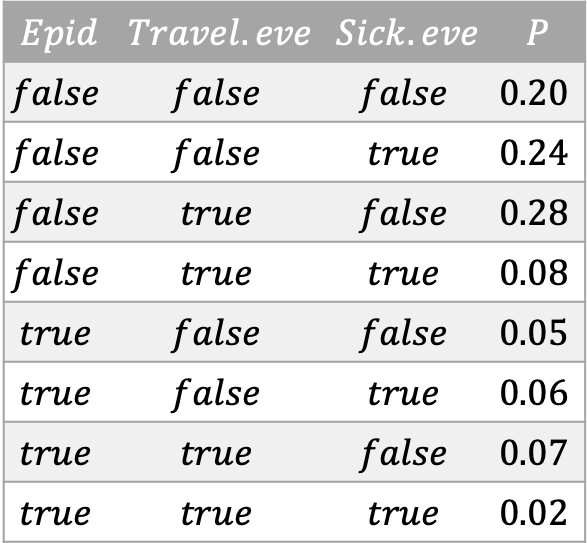 Epid Travel.eve Sick.eve P
false false false 0.20
false false true 0.24
false true false 0.28
false true true 0.08
true false false 0.05
true false true 0.06
true true false 0.07
true true true 0.02